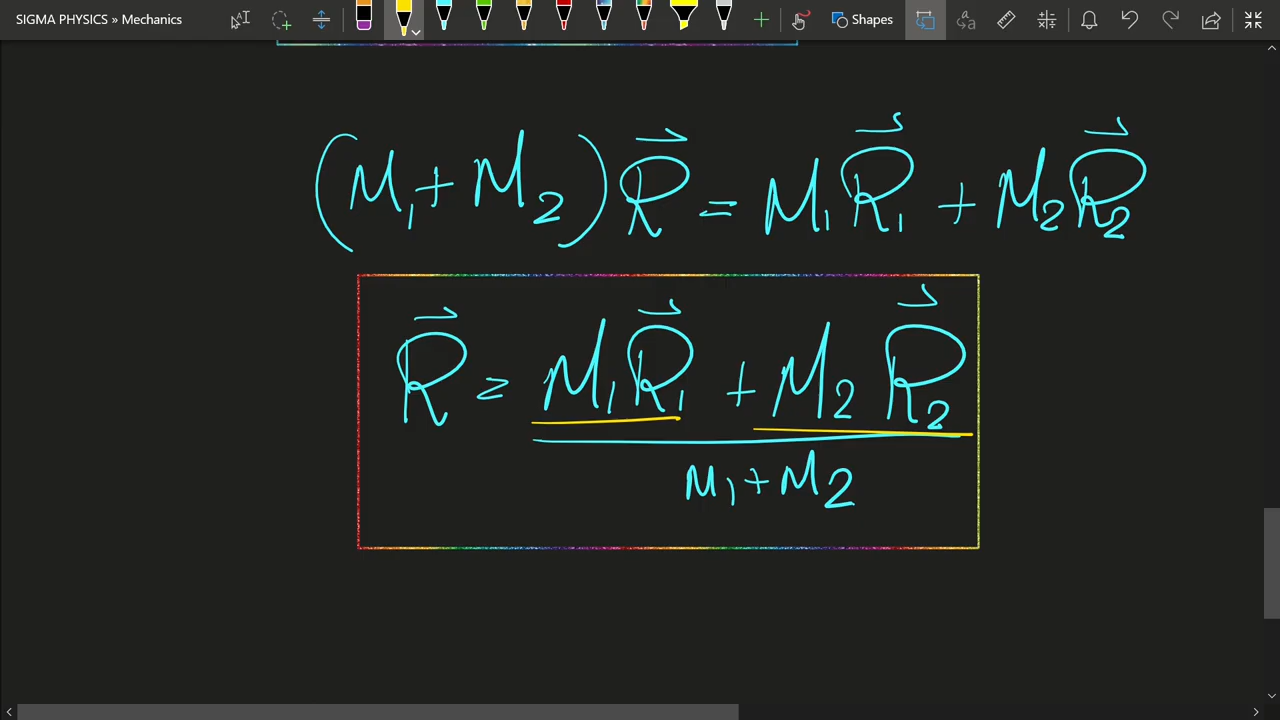 SIGMA PHYSICS » Mechanics
Shapes
(M₁+M₂)R⃗ = M₁R⃗₁ + M₂R⃗₂
R⃗ = M₁R⃗₁ + M₂R⃗₂
M₁+M₂